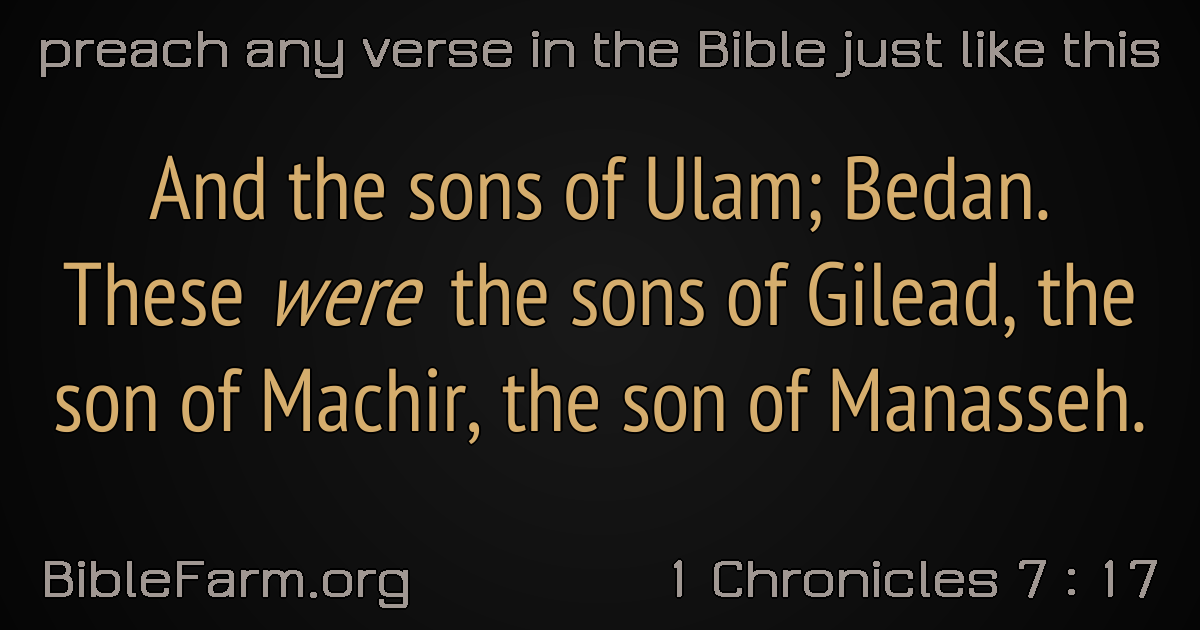 preach any verse in the Bible just like this
And the sons of Ulam; Bedan.
These were the sons of Gilead, the
son of Machir, the son of Manasseh.
BibleFarm.org
1 Chronicles 7 : 17